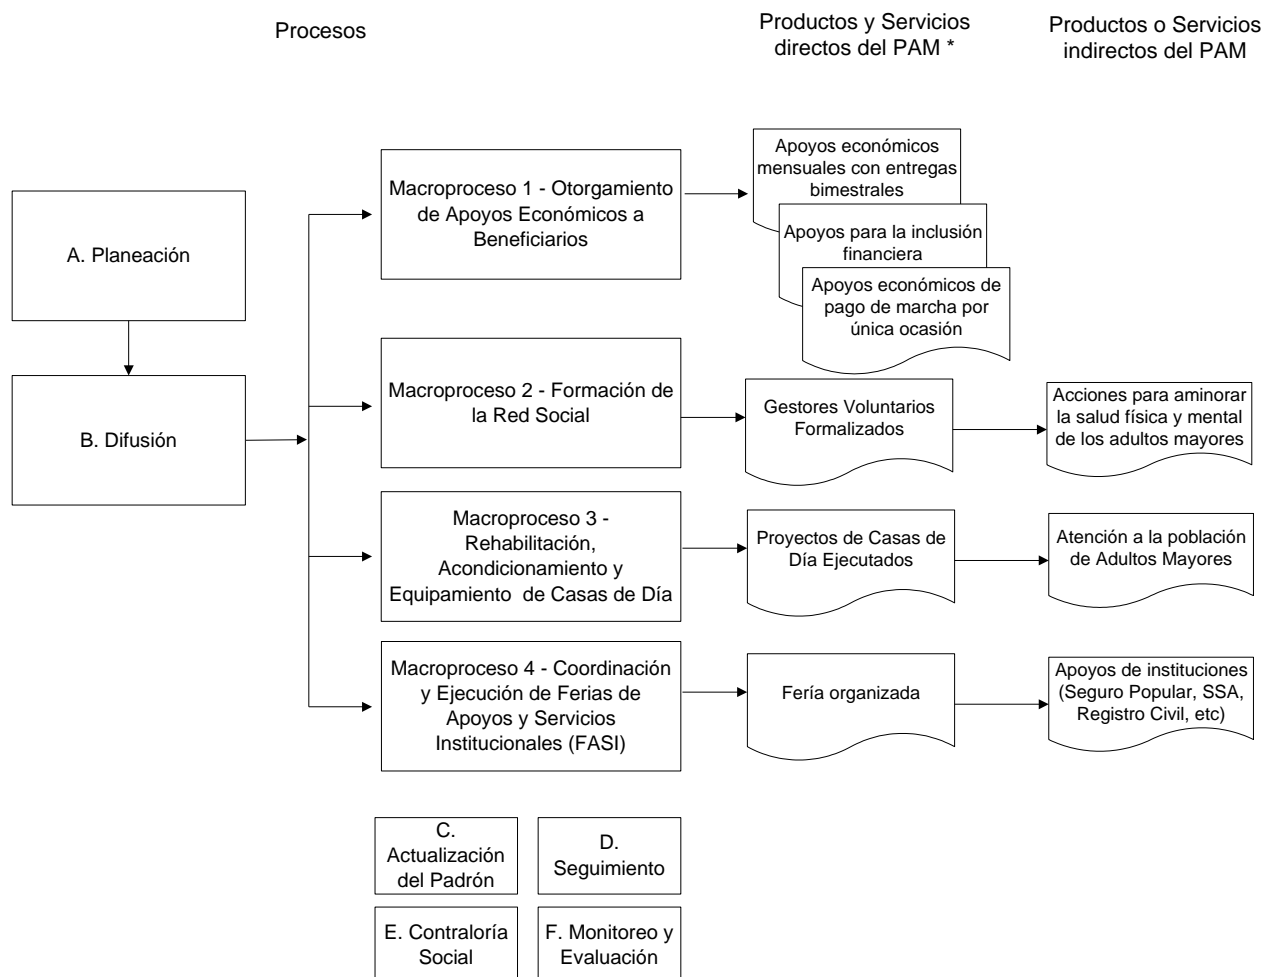 Procesos
Productos y Servicios
directos del PAM *
Productos o Servicios
indirectos del PAM
A. Planeación
B. Difusión
Macroproceso 1 - Otorgamiento
de Apoyos Económicos a
Beneficiarios
Apoyos económicos
mensuales con entregas
bimestrales
Apoyos para la inclusión
financiera
Apoyos económicos de
pago de marcha por
única ocasión
Macroproceso 2 - Formación de
la Red Social
Gestores Voluntarios
Formalizados
Acciones para aminorar
la salud física y mental
de los adultos mayores
Macroproceso 3 -
Rehabilitación,
Acondicionamiento y
Equipamiento de Casas de Día
Proyectos de Casas de
Día Ejecutados
Atención a la población
de Adultos Mayores
Macroproceso 4 - Coordinación
y Ejecución de Ferias de
Apoyos y Servicios
Institucionales (FASI)
Fería organizada
Apoyos de instituciones
(Seguro Popular, SSA,
Registro Civil, etc)
C.
Actualización
del Padrón
D.
Seguimiento
E. Contraloría
Social
F. Monitoreo y
Evaluación